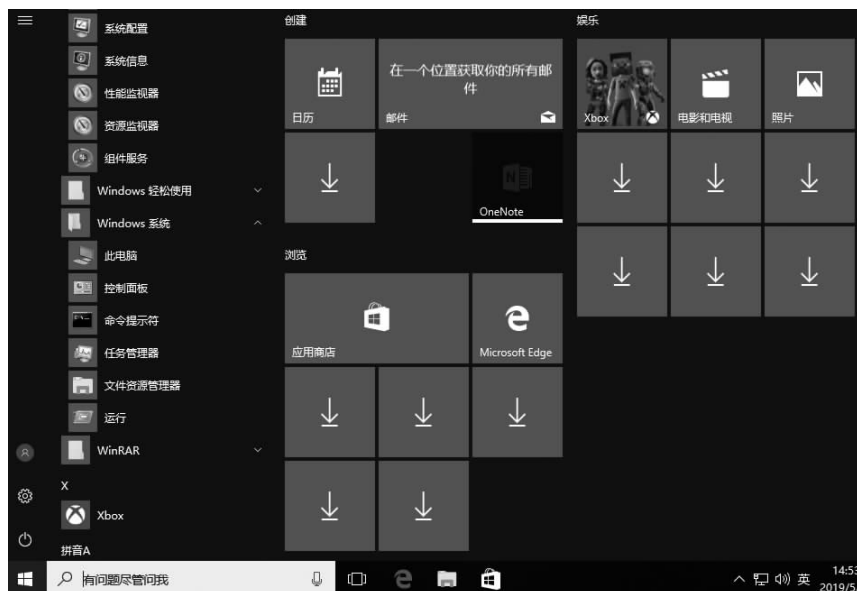 系统配置
系统信息
性能监视器
资源监视器
组件服务
Windows 轻松使用
Windows 系统
此电脑
控制面板
命令提示符
任务管理器
文件资源管理器
运行
WinRAR
X
Xbox
拼音A
创建
日历
在一个位置获取你的所有邮
件
邮件
OneNote
浏览
应用商店
Microsoft Edge
娱乐
Xbox
电影和电视
照片
有问题尽管问我
英
14:53
2019/5